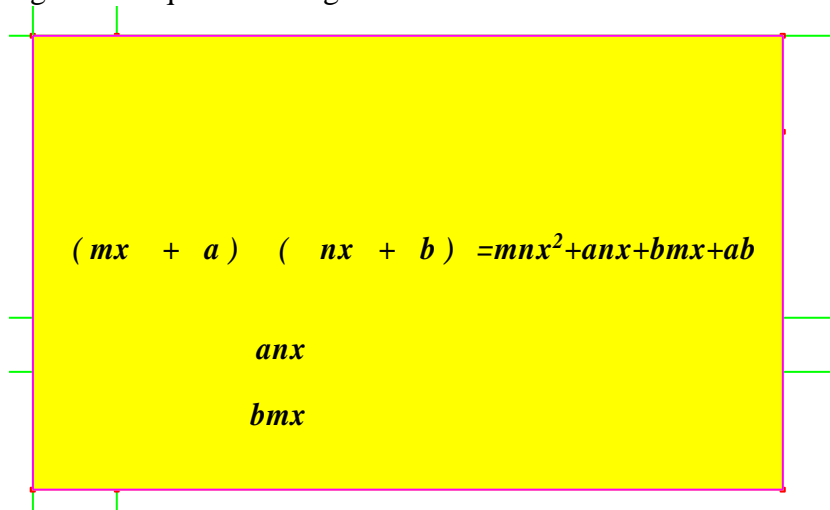 ( mx + a ) ( nx + b ) =mnx²+anx+bmx+ab
anx
bmx